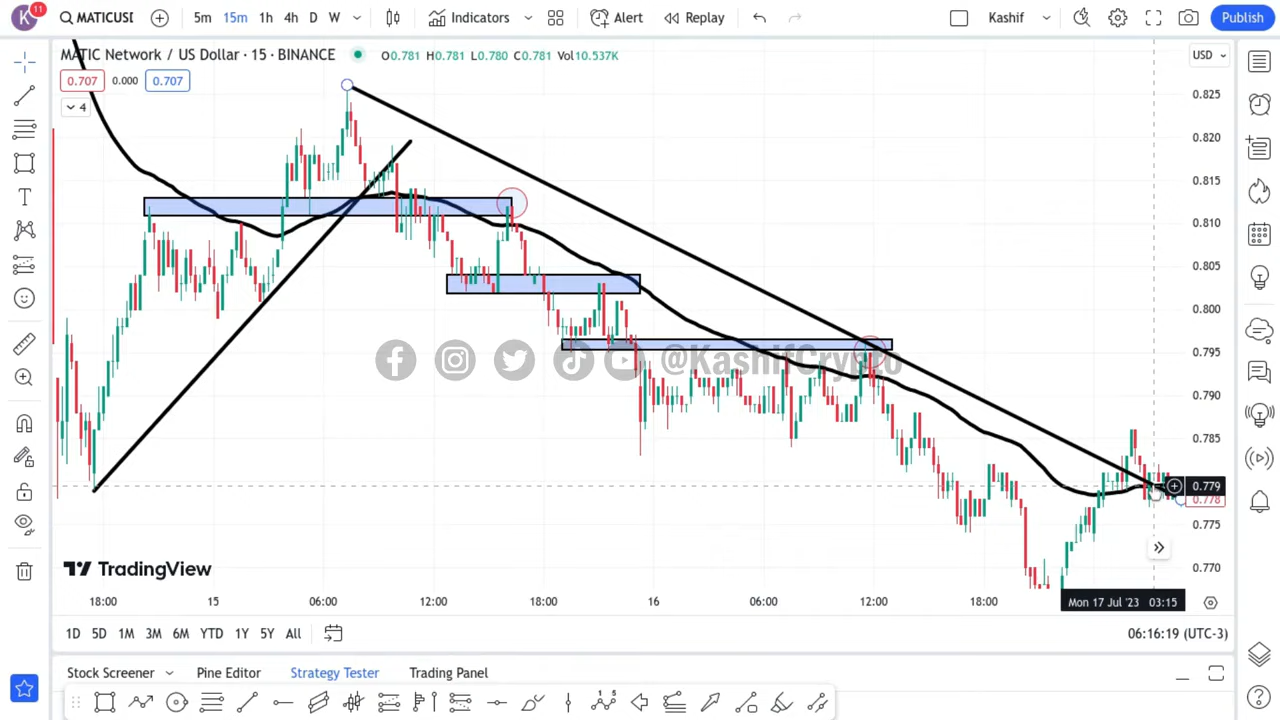 K 11 MATICUSI 5m 15m 1h 4h D W Indicators Alert Replay Kashif Publish
MATIC Network / US Dollar · 15 · BINANCE O0.781 H0.781 L0.780 C0.781 Vol10.537K USD
0.707 0.000 0.707
4
0.825
0.820
0.815
0.810
0.805
0.800
0.795
@KashifCrypto
0.790
0.785
0.779
0.778
0.775
0.770
TradingView
18:00 15 06:00 12:00 18:00 16 06:00 12:00 18:00 Mon 17 Jul '23 03:15
1D 5D 1M 3M 6M YTD 1Y 5Y All 06:16:19 (UTC-3)
Stock Screener Pine Editor Strategy Tester Trading Panel